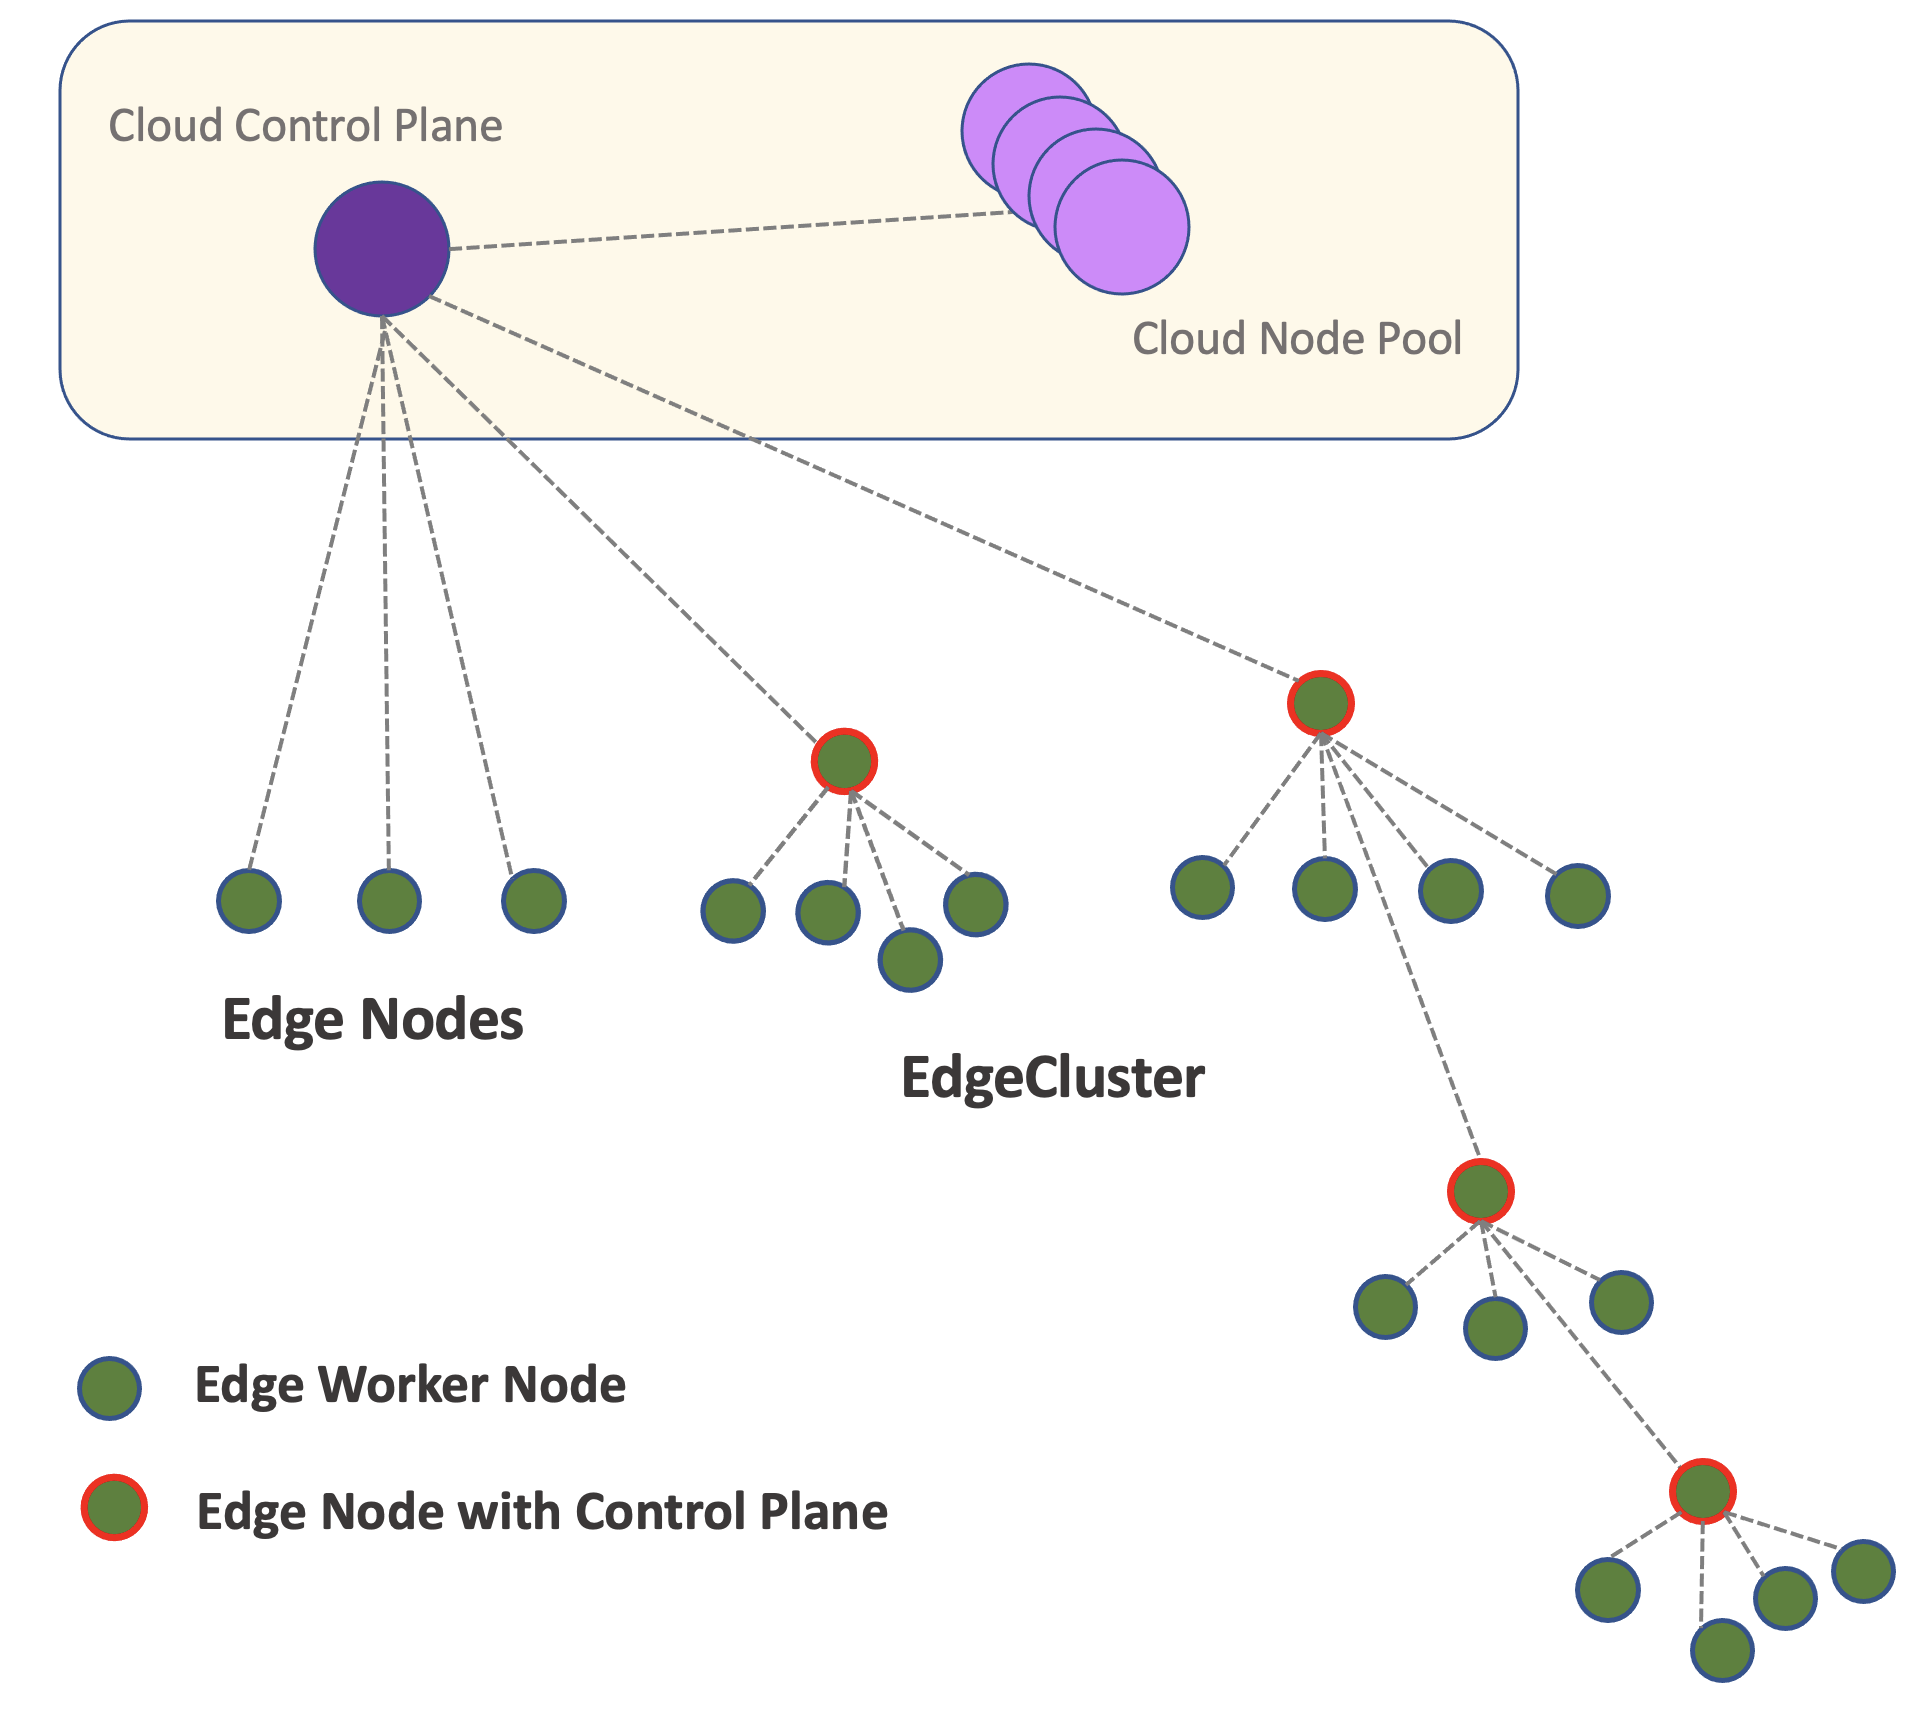 Cloud Control Plane
Cloud Node Pool
Edge Nodes
EdgeCluster
Edge Worker Node
Edge Node with Control Plane